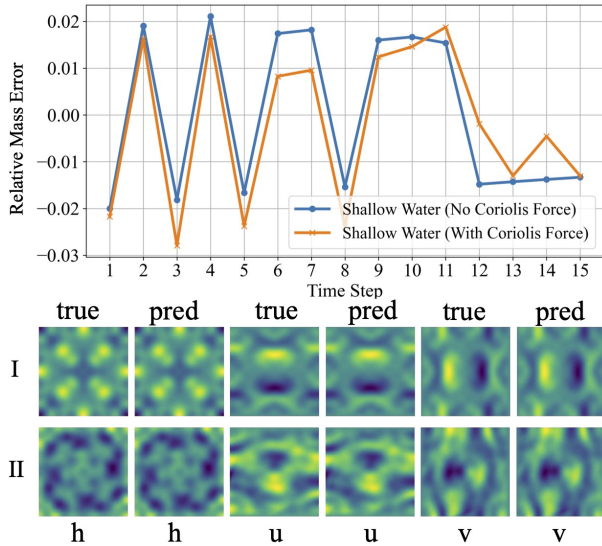 0.02
0.01
0.00
−0.01
−0.02
−0.03
Relative Mass Error
Shallow Water (No Coriolis Force)
Shallow Water (With Coriolis Force)
1 2 3 4 5 6 7 8 9 10 11 12 13 14 15
Time Step
true pred true pred true pred
I
II
h h u u v v